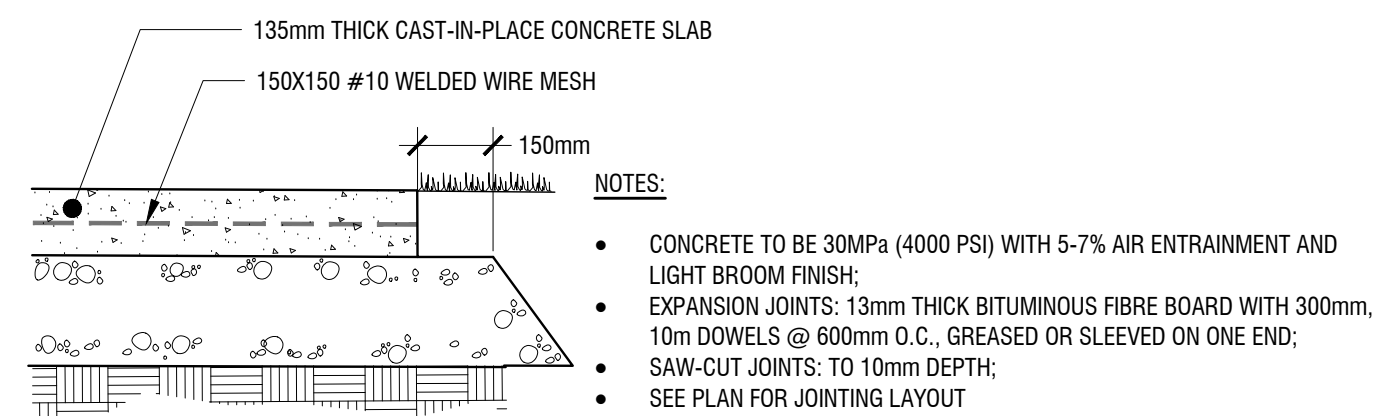 135mm THICK CAST-IN-PLACE CONCRETE SLAB
150X150 #10 WELDED WIRE MESH
150mm
NOTES:
• CONCRETE TO BE 30MPa (4000 PSI) WITH 5-7% AIR ENTRAINMENT AND
LIGHT BROOM FINISH;
• EXPANSION JOINTS: 13mm THICK BITUMINOUS FIBRE BOARD WITH 300mm,
10m DOWELS @ 600mm O.C., GREASED OR SLEEVED ON ONE END;
• SAW-CUT JOINTS: TO 10mm DEPTH;
• SEE PLAN FOR JOINTING LAYOUT